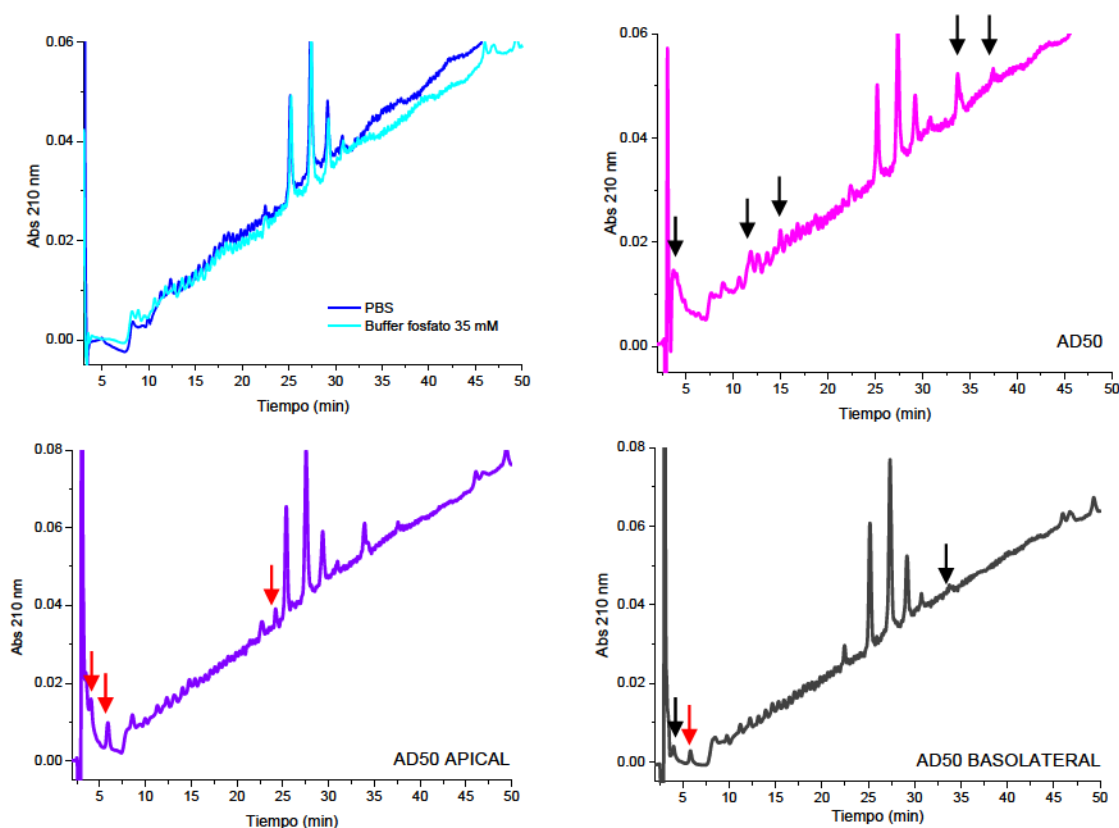 0.06
0.04
0.02
0.00
Abs 210 nm
PBS
Buffer fosfato 35 mM
5 10 15 20 25 30 35 40 45 50
Tiempo (min)
0.06
0.04
0.02
0.00
Abs 210 nm
AD50
5 10 15 20 25 30 35 40 45 50
Tiempo (min)
0.08
0.06
0.04
0.02
0.00
Abs 210 nm
AD50 APICAL
5 10 15 20 25 30 35 40 45 50
Tiempo (min)
0.08
0.06
0.04
0.02
0.00
Abs 210 nm
AD50 BASOLATERAL
5 10 15 20 25 30 35 40 45 50
Tiempo (min)